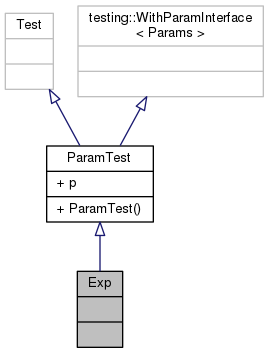 Test
testing::WithParamInterface
< Params >
ParamTest
+ p
+ ParamTest()
Exp